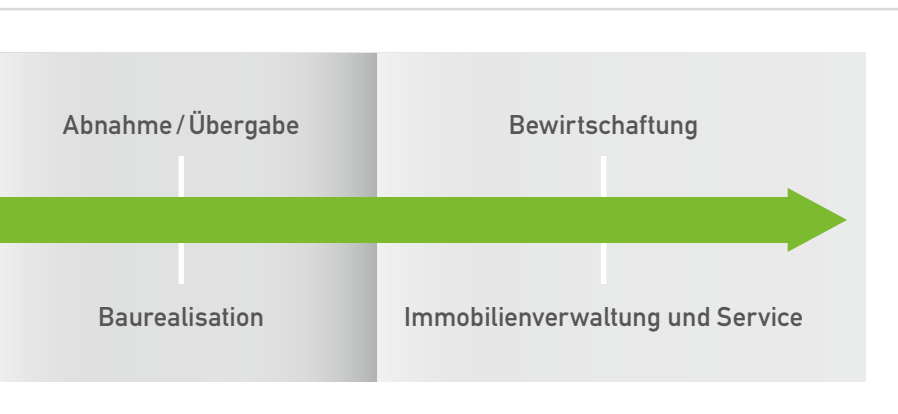 Abnahme / Übergabe
Bewirtschaftung
Baurealisation
Immobilienverwaltung und Service